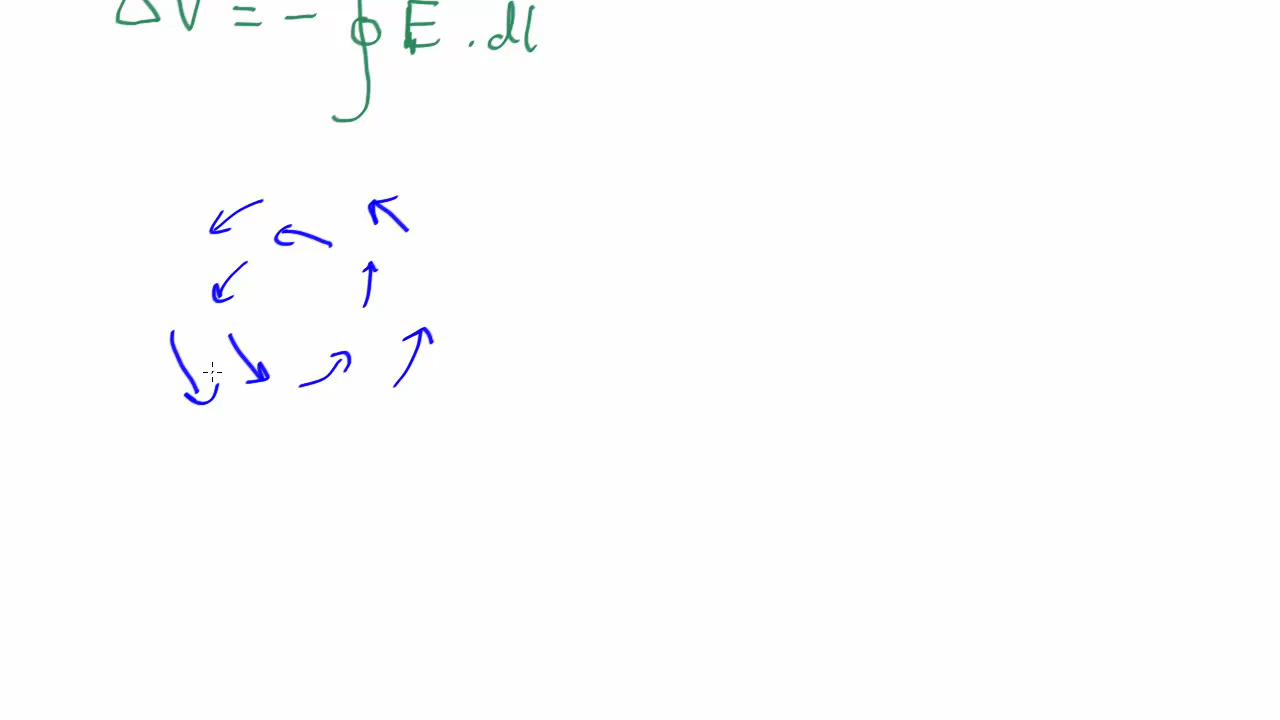 ΔV = - ∮ E . dl